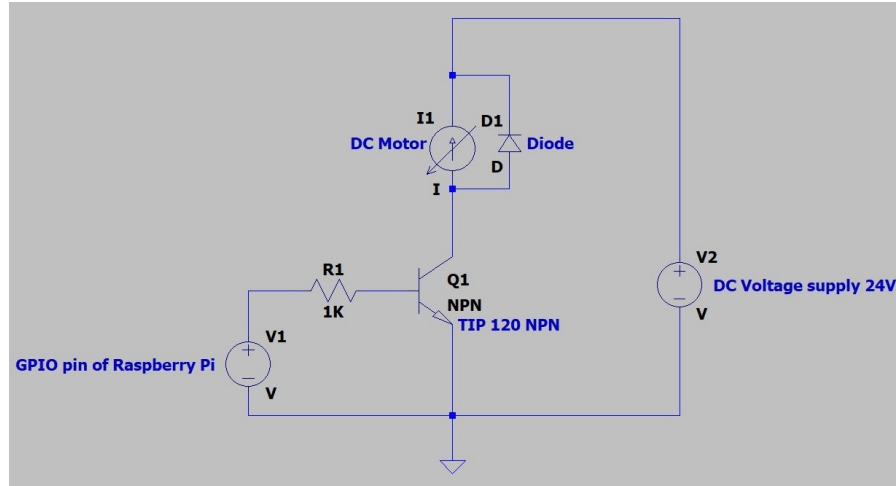 I1
D1
DC Motor
Diode
D
I
V2
DC Voltage supply 24V
V
R1
1K
Q1
NPN
TIP 120 NPN
V1
GPIO pin of Raspberry Pi
V